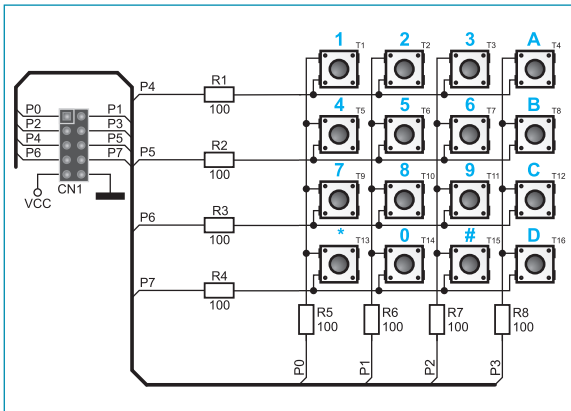 1 2 3 A
T1 T2 T3 T4
P4 R1
100
P0 P1
P2 P3
P4 P5
P6 P7
CN1
VCC
4 5 6 B
T5 T6 T7 T8
P5 R2
100
7 8 9 C
T9 T10 T11 T12
P6 R3
100
* 0 # D
T13 T14 T15 T16
P7 R4
100
R5 R6 R7 R8
100 100 100 100
P0 P1 P2 P3